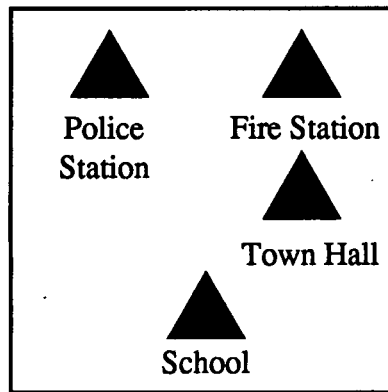 Police
Station
Fire Station
Town Hall
School